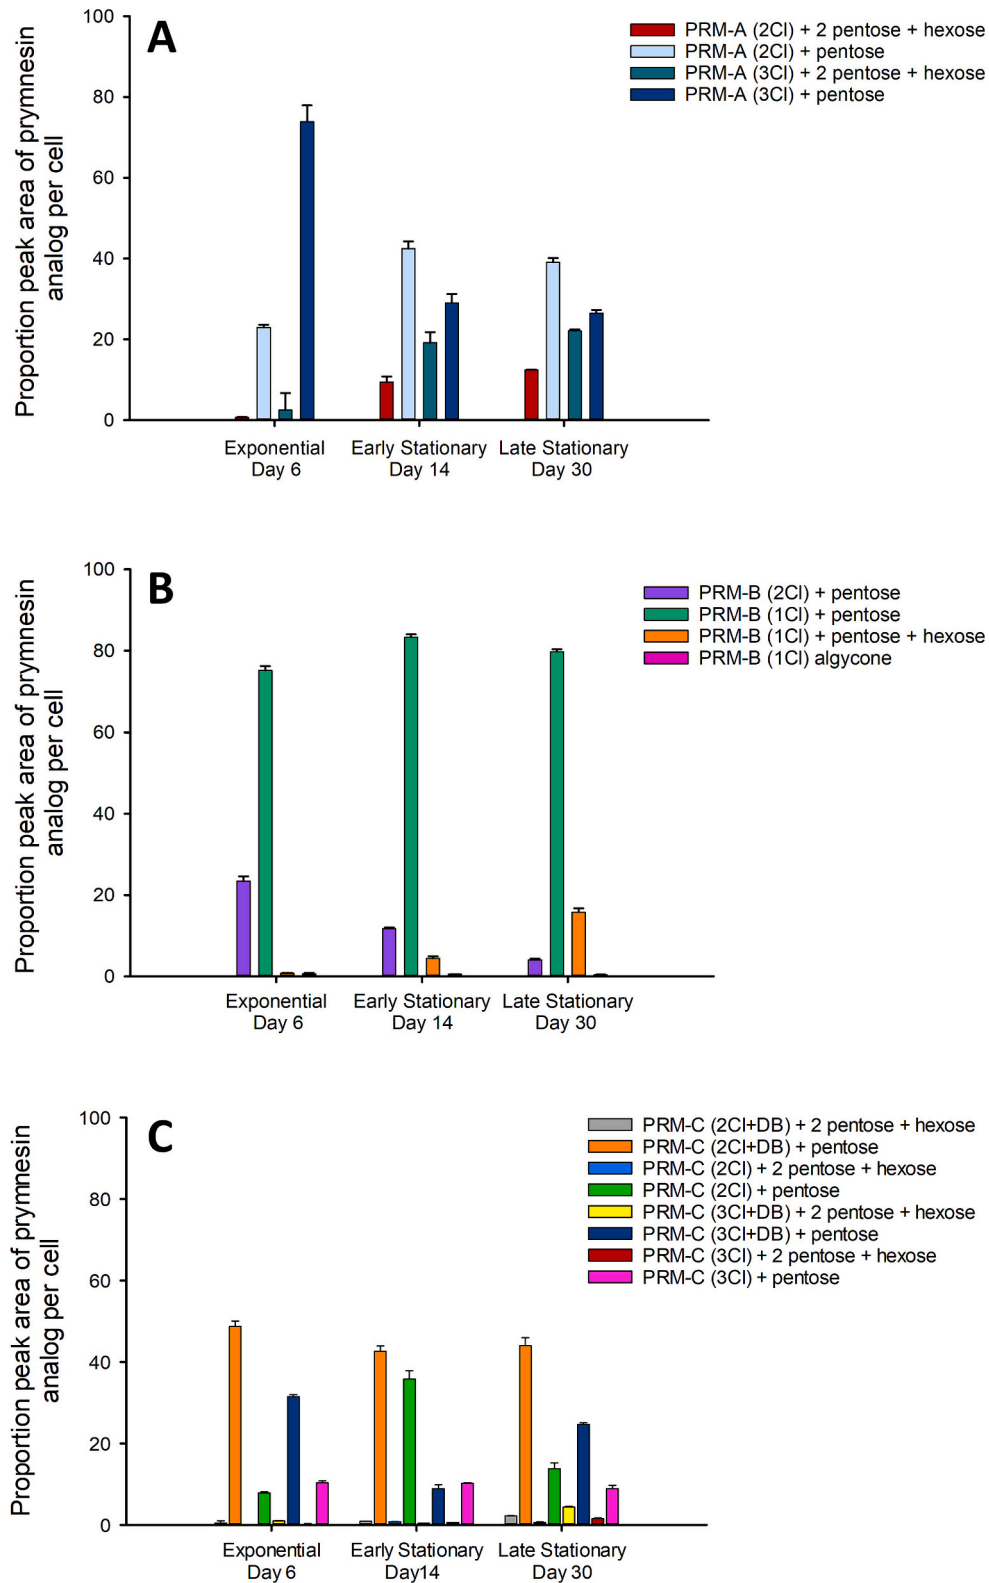 A
Proportion peak area of prymnesin
analog per cell
100
80
60
40
20
0
PRM-A (2Cl) + 2 pentose + hexose
PRM-A (2Cl) + pentose
PRM-A (3Cl) + 2 pentose + hexose
PRM-A (3Cl) + pentose
Exponential Early Stationary Late Stationary
Day 6 Day 14 Day 30
B
Proportion peak area of prymnesin
analog per cell
100
80
60
40
20
0
PRM-B (2Cl) + pentose
PRM-B (1Cl) + pentose
PRM-B (1Cl) + pentose + hexose
PRM-B (1Cl) algycone
Exponential Early Stationary Late Stationary
Day 6 Day 14 Day 30
C
Proportion peak area of prymnesin
analog per cell
100
80
60
40
20
0
PRM-C (2Cl+DB) + 2 pentose + hexose
PRM-C (2Cl+DB) + pentose
PRM-C (2Cl) + 2 pentose + hexose
PRM-C (2Cl) + pentose
PRM-C (3Cl+DB) + 2 pentose + hexose
PRM-C (3Cl+DB) + pentose
PRM-C (3Cl) + 2 pentose + hexose
PRM-C (3Cl) + pentose
Exponential Early Stationary Late Stationary
Day 6 Day14 Day 30